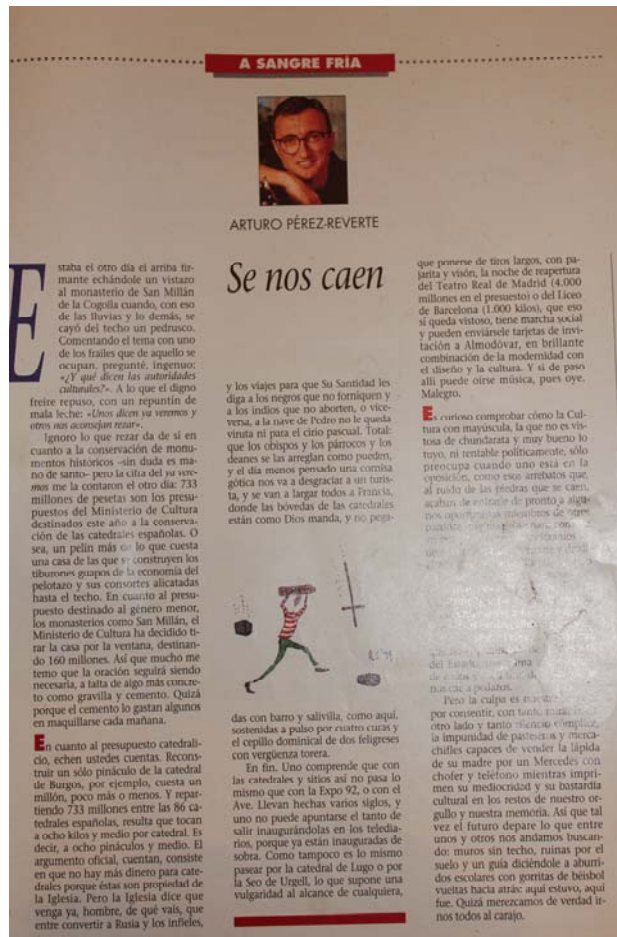 A SANGRE FRÍA
ARTURO PÉREZ-REVERTE
Se nos caen
Estaba el otro día el arriba fir-
mante echándole un vistazo
al monasterio de San Millán
de la Cogolla cuando, con eso
de las lluvias y lo demás, se
cayó del techo un pedrusco.
Comentando el tema con uno
de los frailes que de aquello se
ocupan, pregunté, ingenuo:
«¿Y qué dicen las autoridades
culturales?». A lo que el digno
freire repuso, con un repuntín de
mala leche: «Unos dicen ya veremos y
otros nos aconsejan rezar».
Ignoro lo que rezar da de sí en
cuanto a la conservación de monu-
mentos históricos –sin duda es ma-
no de santo– pero la cifra del ya vere-
mos me la contaron el otro día: 733
millones de pesetas son los presu-
puestos del Ministerio de Cultura
destinados este año a la conserva-
ción de las catedrales españolas. O
sea, un pelín más de lo que cuesta
una casa de las que se construyen los
tiburones guapos de la economía del
pelotazo y sus consortes alicatadas
hasta el techo. En cuanto al presu-
puesto destinado al género menor,
los monasterios como San Millán, el
Ministerio de Cultura ha decidido ti-
rar la casa por la ventana, destinan-
do 160 millones. Así que mucho me
temo que la oración seguirá siendo
necesaria, a falta de algo más concre-
to como gravilla y cemento. Quizá
porque el cemento lo gastan algunos
en maquillarse cada mañana.
En cuanto al presupuesto catedrali-
cio, echen ustedes cuentas. Recons-
truir un sólo pináculo de la catedral
de Burgos, por ejemplo, cuesta un
millón, poco más o menos. Y repar-
tiendo 733 millones entre las 86 ca-
tedrales españolas, resulta que tocan
a ocho kilos y medio por catedral. Es
decir, a ocho pináculos y medio. El
argumento oficial, cuentan, consiste
en que no hay más dinero para cate-
drales porque éstas son propiedad de
la Iglesia. Pero la Iglesia dice que
venga ya, hombre, de qué vais, que
entre convertir a Rusia y los infieles,
y los viajes para que Su Santidad les
diga a los negros que no forniquen y
a los indios que no aborten, o vice-
versa, a la nave de Pedro no le queda
viruta ni para el cirio pascual. Total:
que los obispos y los párrocos y los
deanes se las arreglan como pueden,
y el día menos pensado una cornisa
gótica nos va a desgraciar a un turis-
ta, y se van a largar todos a Francia,
donde las bóvedas de las catedrales
están como Dios manda, y no pega-
das con barro y salivilla, como aquí,
sostenidas a pulso por cuatro curas y
el cepillo dominical de dos feligreses
con vergüenza torera.
En fin. Uno comprende que con
las catedrales y sitios así no pasa lo
mismo que con la Expo 92, o con el
Ave. Llevan hechas varios siglos, y
uno no puede apuntarse el tanto de
salir inaugurándolas en los teledia-
rios, porque ya están inauguradas de
sobra. Como tampoco es lo mismo
pasear por la catedral de Lugo o por
la Seo de Urgell, lo que supone una
vulgaridad al alcance de cualquiera,
que ponerse de tiros largos, con pa-
jarita y visón, la noche de reapertura
del Teatro Real de Madrid (4.000
millones en el presuesto) o del Liceo
de Barcelona (1.000 kilos), que eso
sí queda vistoso, tiene marcha social
y pueden enviársele tarjetas de invi-
tación a Almodóvar, en brillante
combinación de la modernidad con
el diseño y la cultura. Y si de paso
allí puede oírse música, pues oye.
Malegro.
Es curioso comprobar cómo la Cul-
tura con mayúscula, la que no es vis-
tosa de chundarata y muy bueno lo
tuyo, ni rentable políticamente, sólo
preocupa cuando uno está en la
oposición, como esos arrebatos que,
al ruido de las piedras que se caen,
acaban de de pronto a algu-
nos miembros de otros
con
del
nos cae a pedazos.
Pero la culpa es
por consentir, con tanto mirar
otro lado y tanto silencio cómplice,
la impunidad de pasteleros y merca-
chifles capaces de vender la lápida
de su madre por un Mercedes con
chofer y teléfono mientras impri-
men su mediocridad y su bastardía
cultural en los restos de nuestro or-
gullo y nuestra memoria. Así que tal
vez el futuro depare lo que entre
unos y otros nos andamos buscan-
do: muros sin techo, ruinas por el
suelo y un guía diciéndole a aburri-
dos escolares con gorritas de béisbol
vueltas hacia atrás: aquí estuvo, aquí
fue. Quizá merezcamos de verdad ir-
nos todos al carajo.